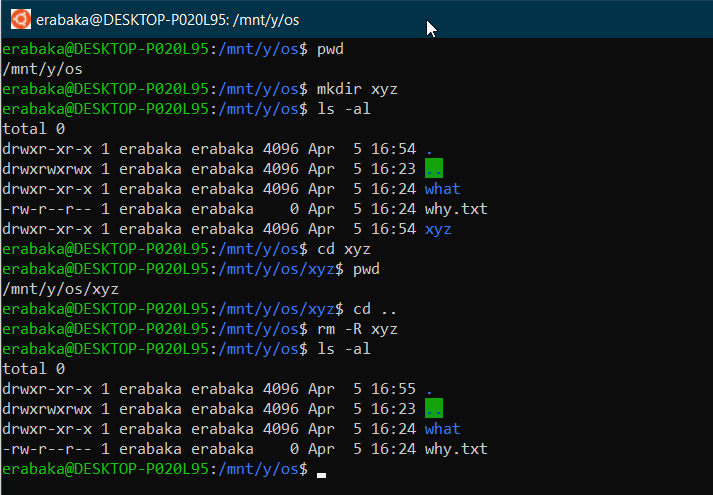 erabaka@DESKTOP-P020L95: /mnt/y/os
erabaka@DESKTOP-P020L95:/mnt/y/os$ pwd
/mnt/y/os
erabaka@DESKTOP-P020L95:/mnt/y/os$ mkdir xyz
erabaka@DESKTOP-P020L95:/mnt/y/os$ ls -al
total 0
drwxr-xr-x 1 erabaka erabaka 4096 Apr  5 16:54 .
drwxrwxrwx 1 erabaka erabaka 4096 Apr  5 16:23 ..
drwxr-xr-x 1 erabaka erabaka 4096 Apr  5 16:24 what
-rw-r--r-- 1 erabaka erabaka    0 Apr  5 16:24 why.txt
drwxr-xr-x 1 erabaka erabaka 4096 Apr  5 16:54 xyz
erabaka@DESKTOP-P020L95:/mnt/y/os$ cd xyz
erabaka@DESKTOP-P020L95:/mnt/y/os/xyz$ pwd
/mnt/y/os/xyz
erabaka@DESKTOP-P020L95:/mnt/y/os/xyz$ cd ..
erabaka@DESKTOP-P020L95:/mnt/y/os$ rm -R xyz
erabaka@DESKTOP-P020L95:/mnt/y/os$ ls -al
total 0
drwxr-xr-x 1 erabaka erabaka 4096 Apr  5 16:55 .
drwxrwxrwx 1 erabaka erabaka 4096 Apr  5 16:23 ..
drwxr-xr-x 1 erabaka erabaka 4096 Apr  5 16:24 what
-rw-r--r-- 1 erabaka erabaka    0 Apr  5 16:24 why.txt
erabaka@DESKTOP-P020L95:/mnt/y/os$